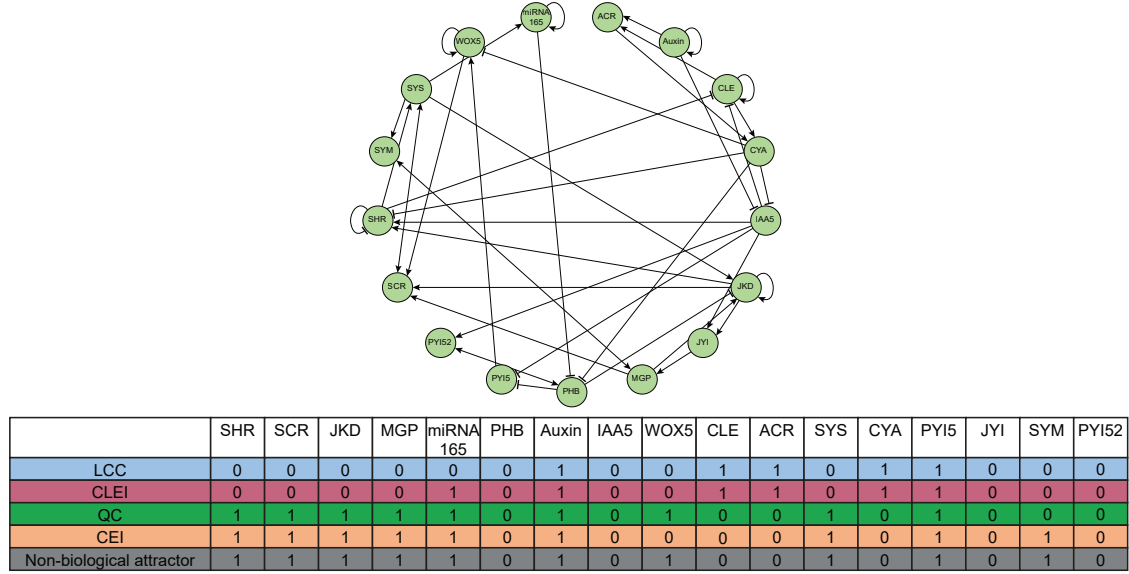 miRNA
165
ACR
WOX5
Auxin
SYS
CLE
SYM
CYA
SHR
IAA5
SCR
JKD
PYI52
JYI
PYI5
PHB
MGP
SHR SCR JKD MGP miRNA 165 PHB Auxin IAA5 WOX5 CLE ACR SYS CYA PYI5 JYI SYM PYI52
LCC 0 0 0 0 0 0 1 0 0 1 1 0 1 1 0 0 0
CLEI 0 0 0 0 1 0 1 0 0 1 1 0 1 1 0 0 0
QC 1 1 1 1 1 0 1 0 1 0 0 1 0 1 0 0 0
CEI 1 1 1 1 1 0 1 0 0 0 0 1 0 1 0 1 0
Non-biological attractor 1 1 1 1 1 0 1 0 1 0 0 1 0 1 0 1 0